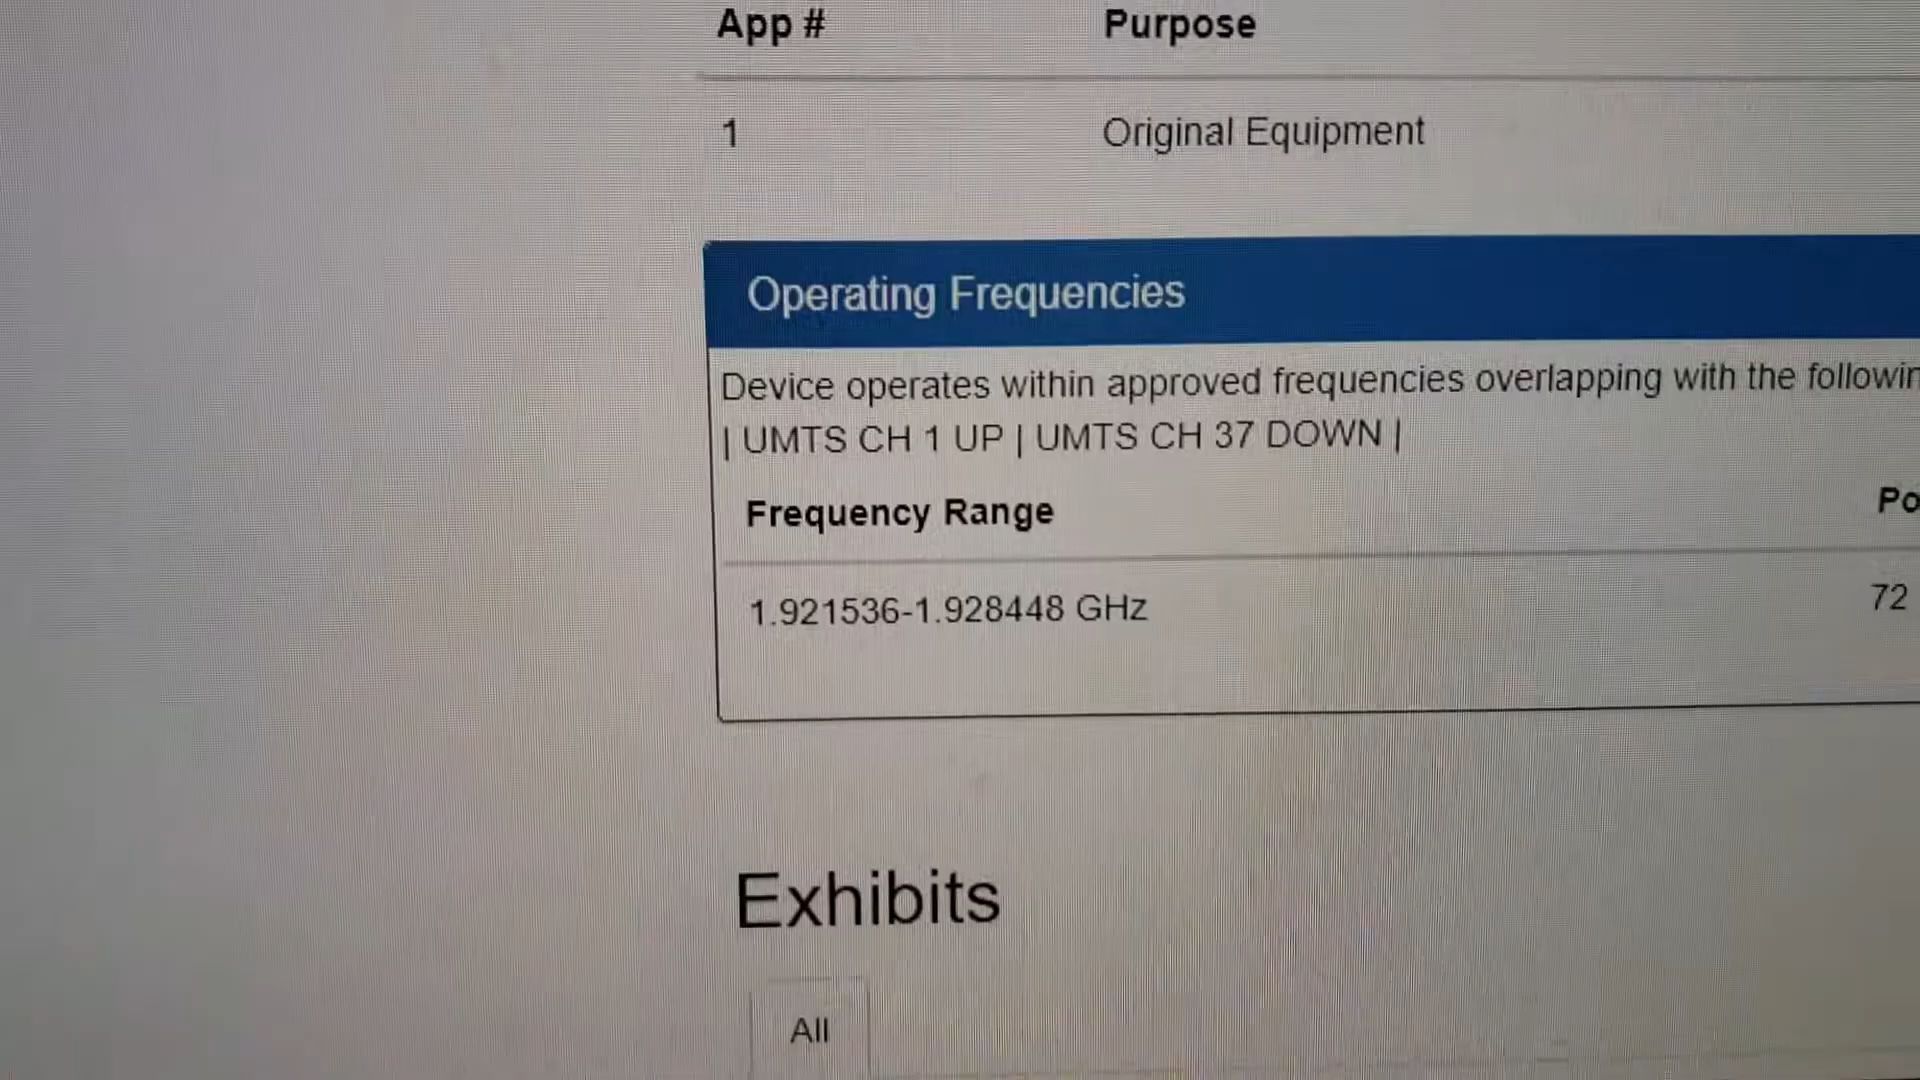 App # Purpose
1 Original Equipment
Operating Frequencies
Device operates within approved frequencies overlapping with the
| UMTS CH 1 UP | UMTS CH 37 DOWN |
Frequency Range
1.921536-1.928448 GHz 72
Exhibits
All